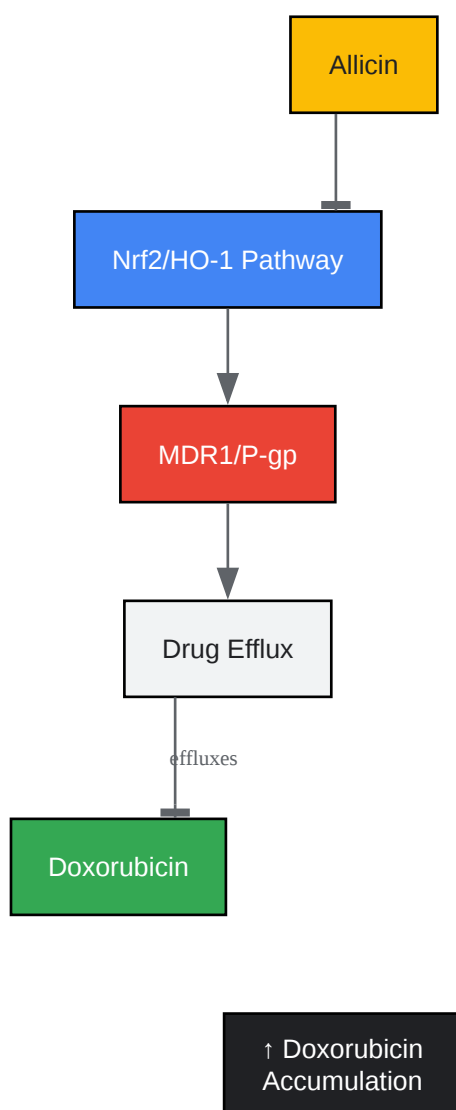 Allicin
Nrf2/HO-1 Pathway
MDR1/P-gp
Drug Efflux
effluxes
Doxorubicin
↑ Doxorubicin
Accumulation